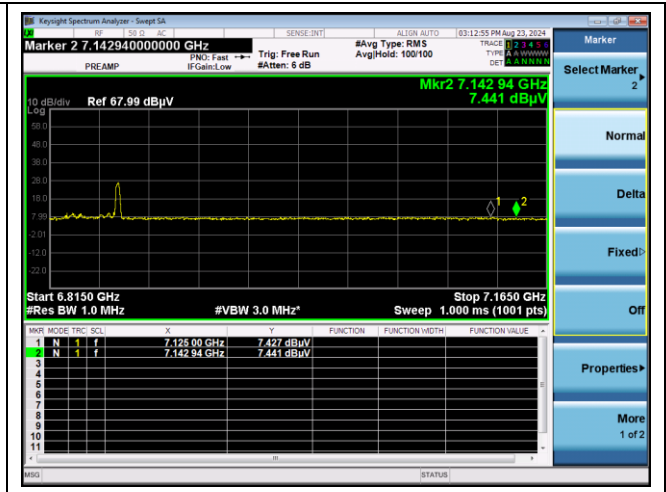 Keysight Spectrum Analyzer - Swept SA
RF 50 Ω AC SENSE:INT ALIGN AUTO 03:12:55 PM Aug 23, 2024
Marker 2 7.142940000000 GHz
PREAMP
PNO: Fast
IFGain:Low
Trig: Free Run
#Atten: 6 dB
#Avg Type: RMS
Avg|Hold: 100/100
TRACE 1 2 3 4 5 6
TYPE A A WWWW
DET A A N N N N
Mkr2 7.142 94 GHz
7.441 dBµV
10 dB/div Ref 67.99 dBµV
Log
58.0
48.0
38.0
28.0
18.0
7.99
-2.01
-12.0
-22.0
1
2
Start 6.8150 GHz Stop 7.1650 GHz
#Res BW 1.0 MHz #VBW 3.0 MHz* Sweep 1.000 ms (1001 pts)
MKR MODE TRC SCL X Y FUNCTION FUNCTION WIDTH FUNCTION VALUE
1 N 1 f 7.125 00 GHz 7.427 dBµV
2 N 1 f 7.142 94 GHz 7.441 dBµV
3
4
5
6
7
8
9
10
11
MSG STATUS
Marker
Select Marker
2
Normal
Delta
Fixed
Off
Properties
More
1 of 2